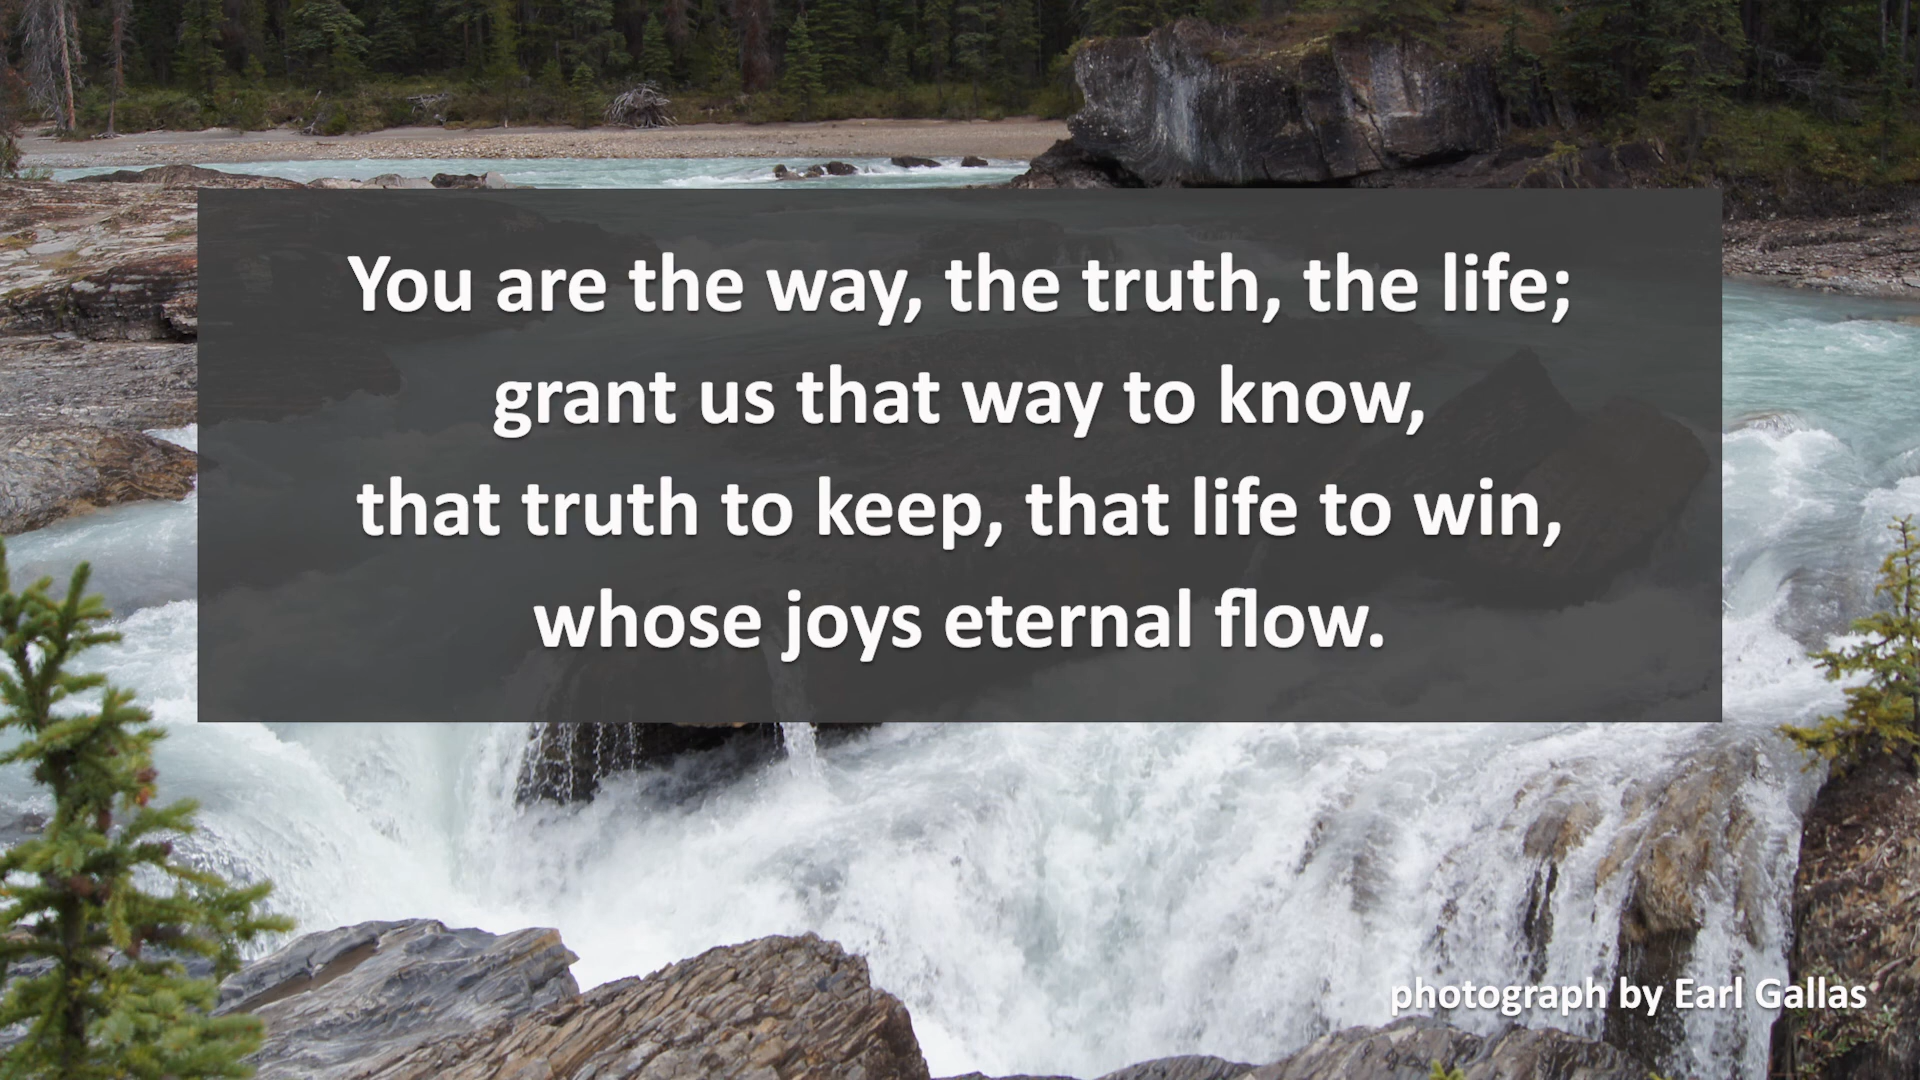 You are the way, the truth, the life;
grant us that way to know,
that truth to keep, that life to win,
whose joys eternal flow.
photograph by Earl Gallas